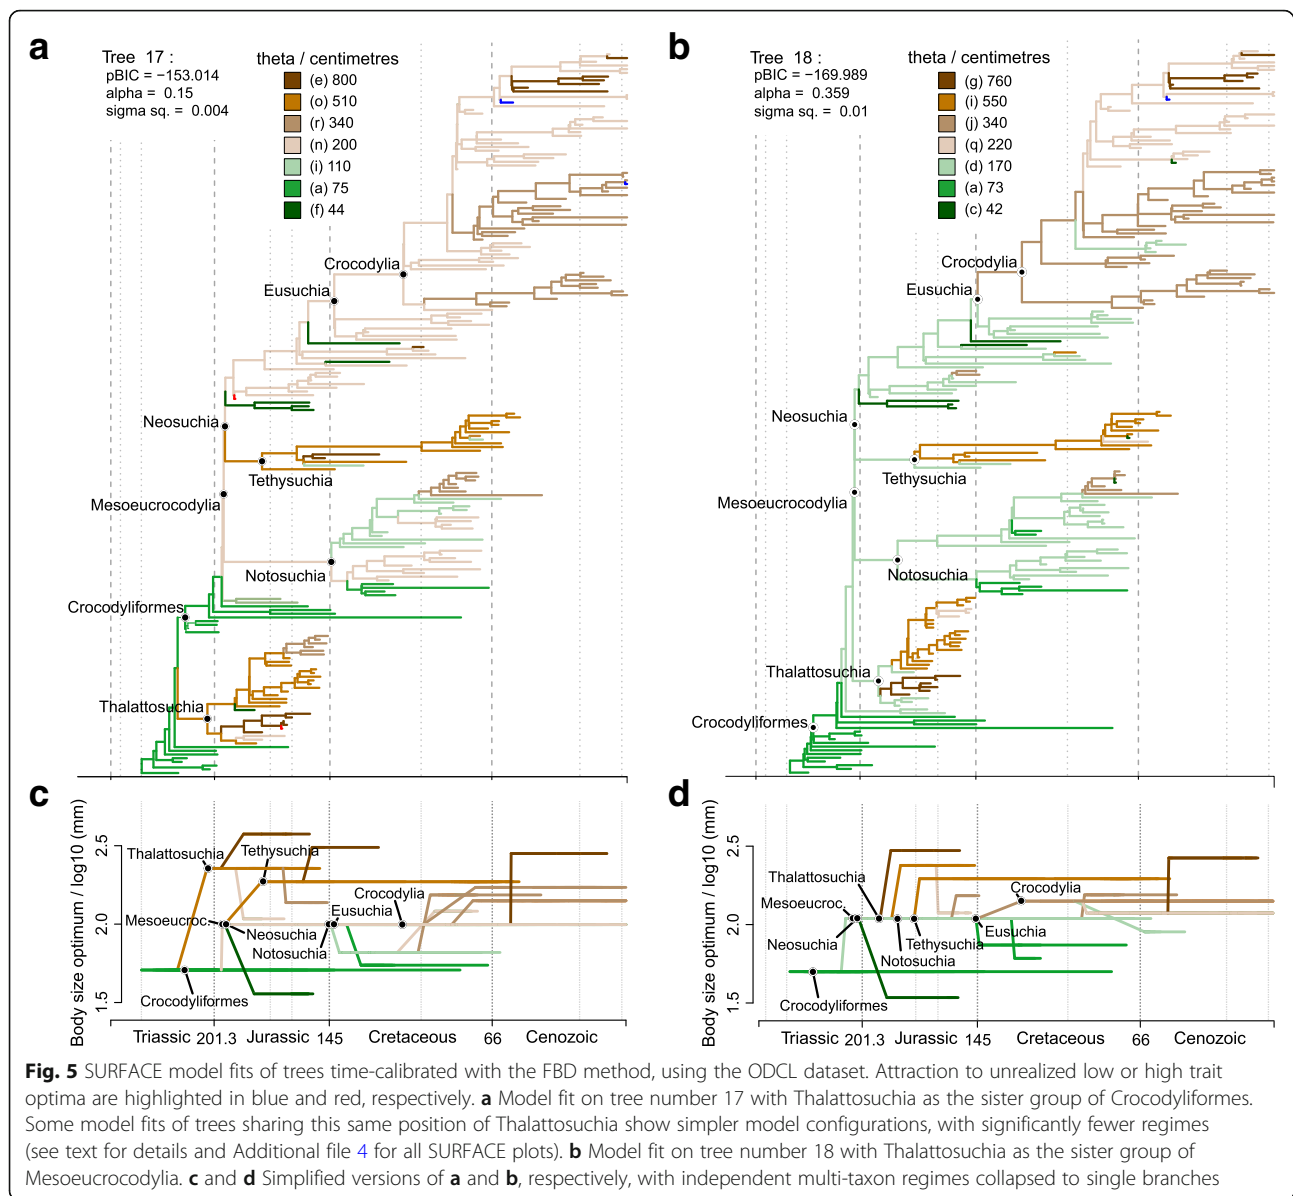 a
Tree 17 :
pBIC = −153.014
alpha = 0.15
sigma sq. = 0.004
theta / centimetres
(e) 800
(o) 510
(r) 340
(n) 200
(i) 110
(a) 75
(f) 44
Crocodylia
Eusuchia
Neosuchia
Tethysuchia
Mesoeucrocodylia
Notosuchia
Crocodyliformes
Thalattosuchia
b
Tree 18 :
pBIC = −169.989
alpha = 0.359
sigma sq. = 0.01
theta / centimetres
(g) 760
(i) 550
(j) 340
(q) 220
(d) 170
(a) 73
(c) 42
Crocodylia
Eusuchia
Neosuchia
Tethysuchia
Mesoeucrocodylia
Notosuchia
Thalattosuchia
Crocodyliformes
c
Body size optimum / log10 (mm)
2.5
2.0
1.5
Thalattosuchia
Tethysuchia
Crocodylia
Mesoeucroc.
Eusuchia
Neosuchia
Notosuchia
Crocodyliformes
Triassic 201.3 Jurassic 145 Cretaceous 66 Cenozoic
d
Body size optimum / log10 (mm)
2.5
2.0
1.5
Thalattosuchia
Crocodylia
Mesoeucroc.
Eusuchia
Neosuchia
Tethysuchia
Notosuchia
Crocodyliformes
Triassic 201.3 Jurassic 145 Cretaceous 66 Cenozoic
Fig. 5 SURFACE model fits of trees time-calibrated with the FBD method, using the ODCL dataset. Attraction to unrealized low or high trait
optima are highlighted in blue and red, respectively. a Model fit on tree number 17 with Thalattosuchia as the sister group of Crocodyliformes.
Some model fits of trees sharing this same position of Thalattosuchia show simpler model configurations, with significantly fewer regimes
(see text for details and Additional file 4 for all SURFACE plots). b Model fit on tree number 18 with Thalattosuchia as the sister group of
Mesoeucrocodylia. c and d Simplified versions of a and b, respectively, with independent multi-taxon regimes collapsed to single branches